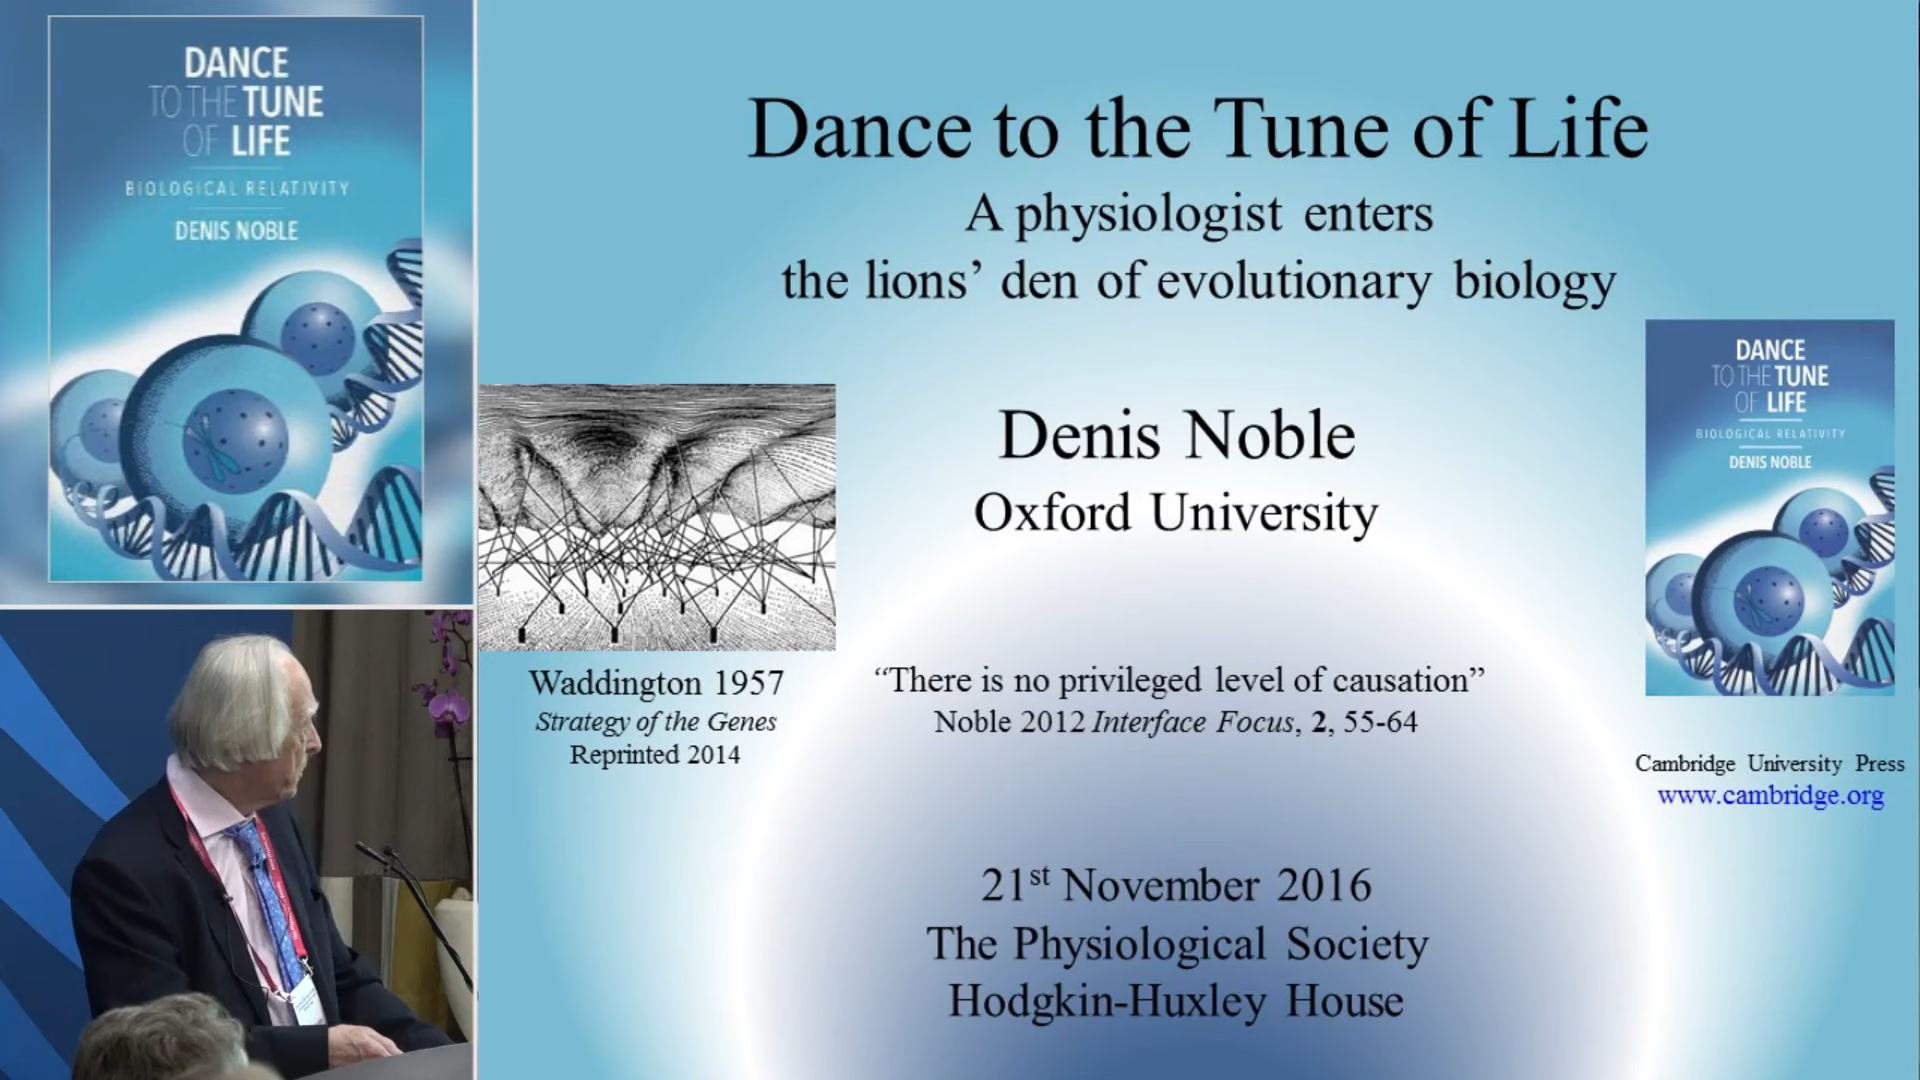 DANCE
TO THE TUNE
OF LIFE
BIOLOGICAL RELATIVITY
DENIS NOBLE
Dance to the Tune of Life
A physiologist enters
the lions’ den of evolutionary biology
Denis Noble
Oxford University
Waddington 1957
Strategy of the Genes
Reprinted 2014
“There is no privileged level of causation”
Noble 2012 Interface Focus, 2, 55-64
DANCE
TO THE TUNE
OF LIFE
BIOLOGICAL RELATIVITY
DENIS NOBLE
Cambridge University Press
www.cambridge.org
21st November 2016
The Physiological Society
Hodgkin-Huxley House